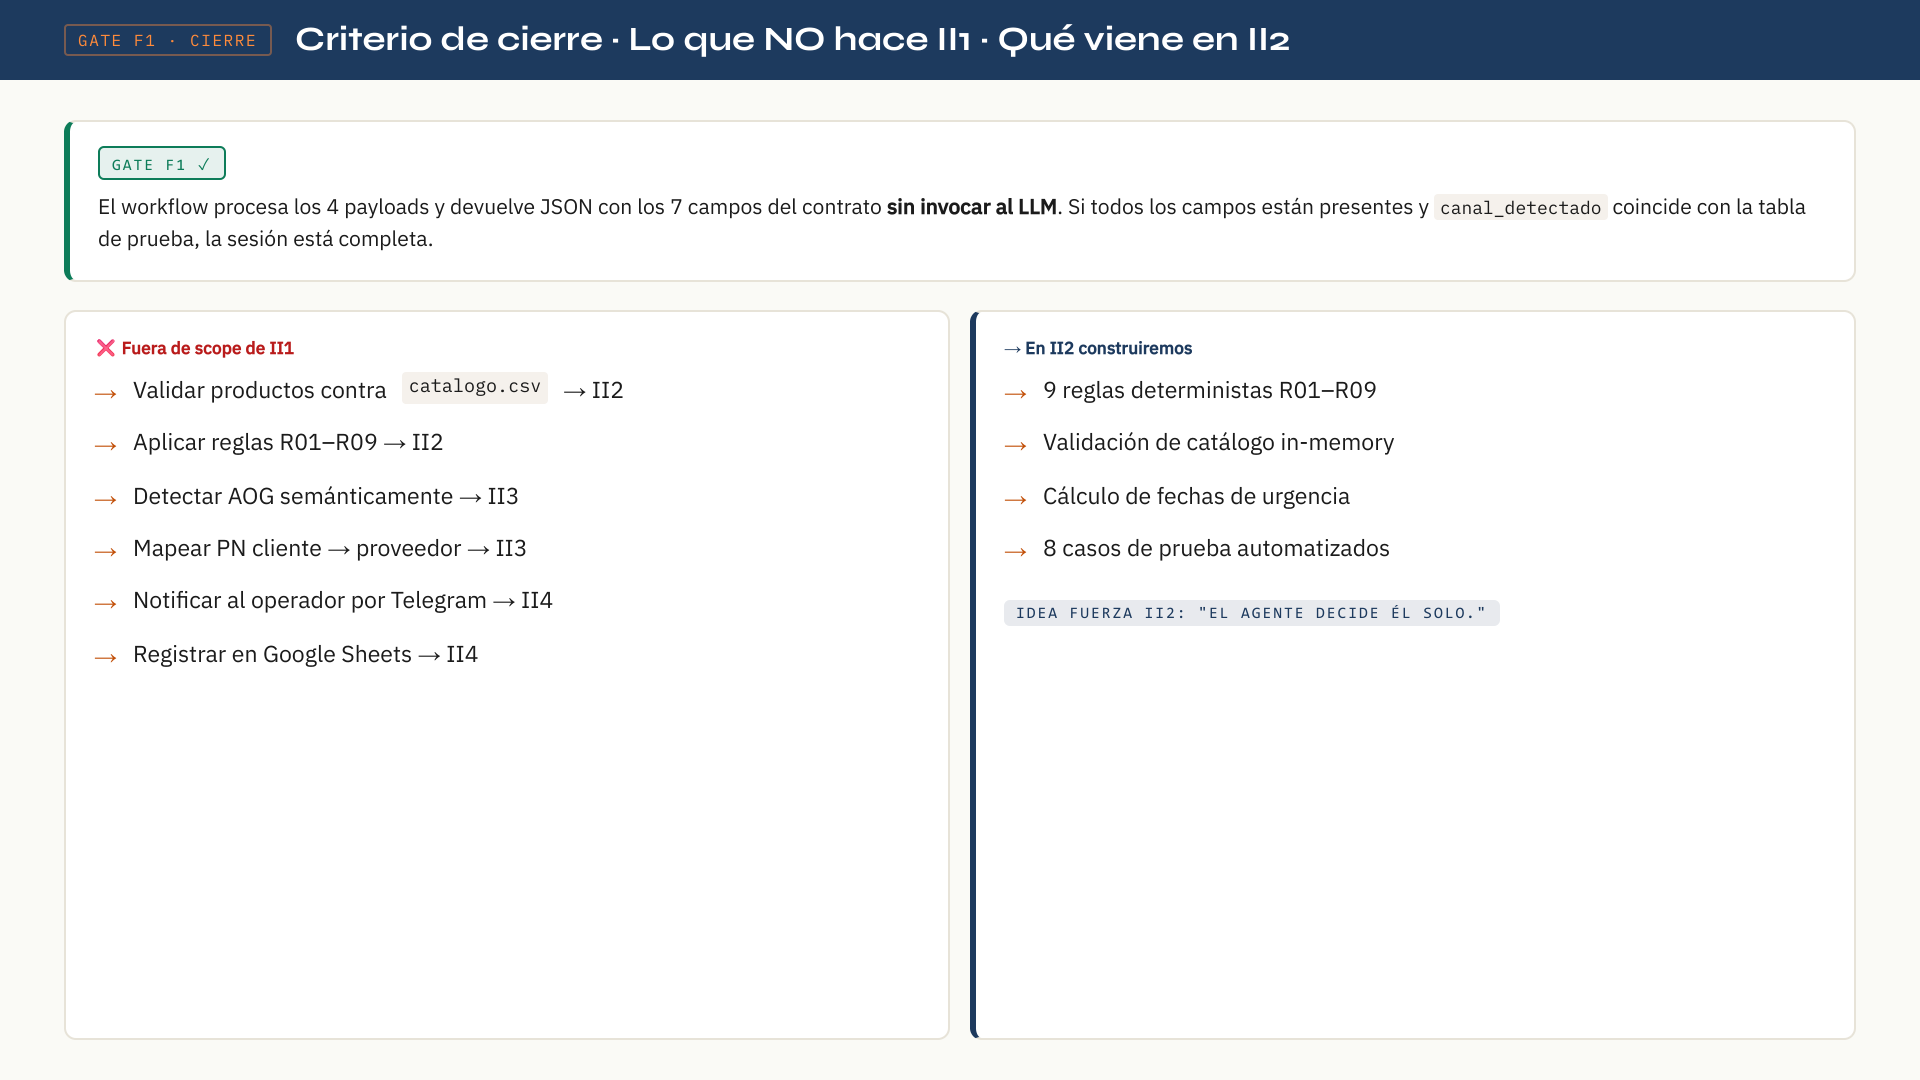 GATE F1 · CIERRE
Criterio de cierre · Lo que NO hace II1 · Qué viene en II2
GATE F1 ✓
El workflow procesa los 4 payloads y devuelve JSON con los 7 campos del contrato sin invocar al LLM. Si todos los campos están presentes y canal_detectado coincide con la tabla
de prueba, la sesión está completa.
❌ Fuera de scope de II1
→ Validar productos contra catalogo.csv → II2
→ Aplicar reglas R01–R09 → II2
→ Detectar AOG semánticamente → II3
→ Mapear PN cliente → proveedor → II3
→ Notificar al operador por Telegram → II4
→ Registrar en Google Sheets → II4
→ En II2 construiremos
→ 9 reglas deterministas R01–R09
→ Validación de catálogo in-memory
→ Cálculo de fechas de urgencia
→ 8 casos de prueba automatizados
IDEA FUERZA II2: "EL AGENTE DECIDE ÉL SOLO."